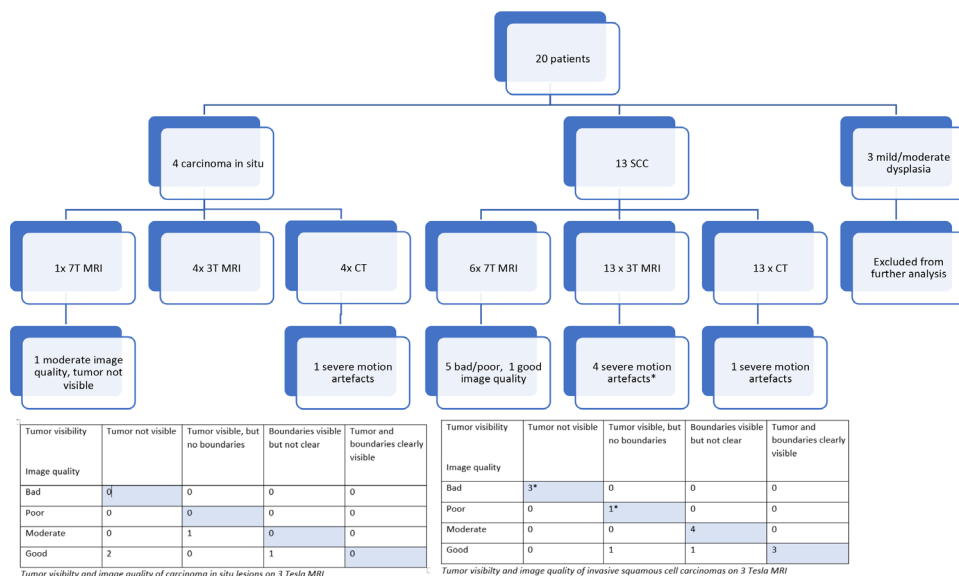 20 patients
4 carcinoma in situ
13 SCC
3 mild/moderate
dysplasia
1x 7T MRI
4x 3T MRI
4x CT
6x 7T MRI
13 x 3T MRI
13 x CT
Excluded from
further analysis
1 moderate image
quality, tumor not
visible
1 severe motion
artefacts
5 bad/poor, 1 good
image quality
4 severe motion
artefacts*
1 severe motion
artefacts
Tumor visibility Tumor not visible Tumor visible, but Boundaries visible Tumor and
no boundaries but not clear boundaries clearly
visible
Image quality
Bad 0 0 0 0
Poor 0 0 0 0
Moderate 0 1 0 0
Good 2 0 1 0
Tumor visibilty and image quality of carcinoma in situ lesions on 3 Tesla MRI
Tumor visibility Tumor not visible Tumor visible, but Boundaries visible Tumor and
no boundaries but not clear boundaries clearly
visible
Image quality
Bad 3* 0 0 0
Poor 0 1* 0 0
Moderate 0 0 4 0
Good 0 1 1 3
Tumor visibilty and image quality of invasive squamous cell carcinomas on 3 Tesla MRI